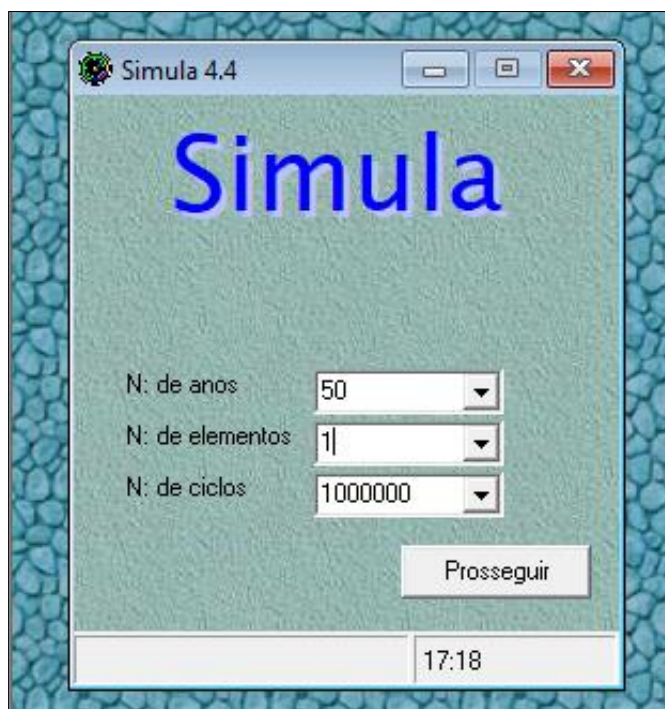 Simula 4.4
Simula
N: de anos 50
N: de elementos 1
N: de ciclos 1000000
Prosseguir
17:18